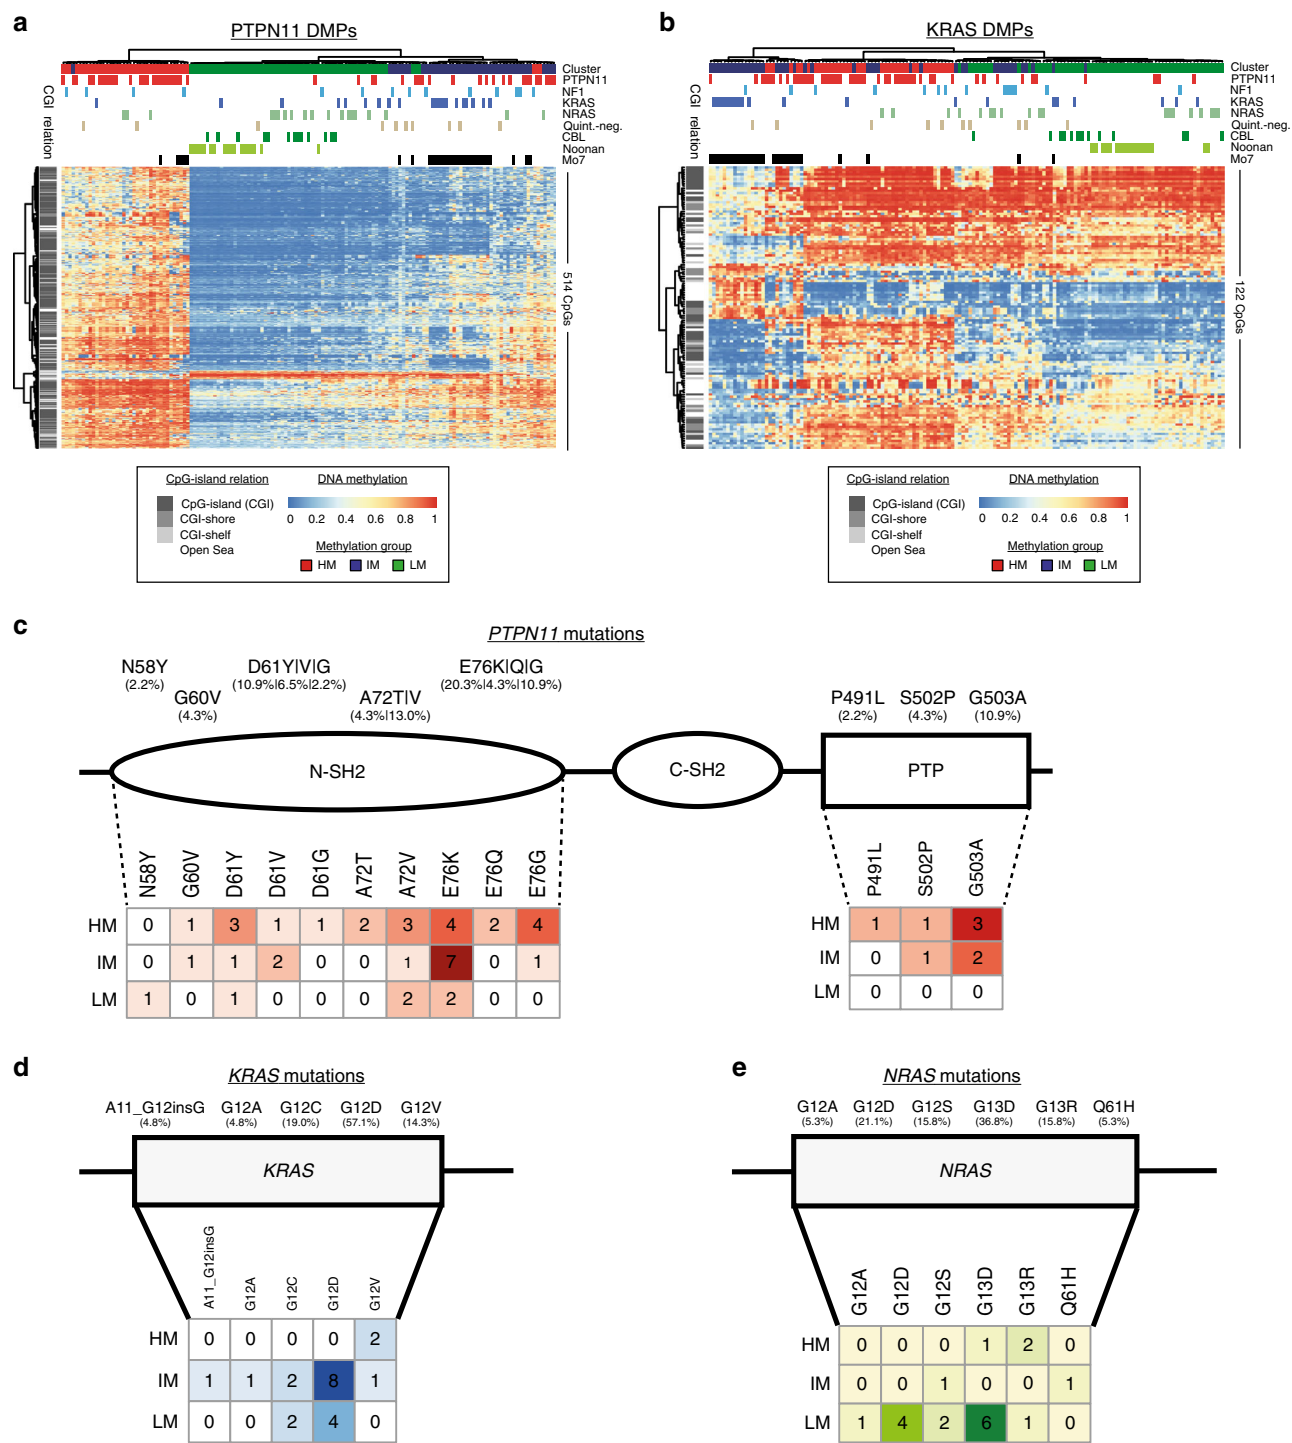 a
PTPN11 DMPs
Cluster
PTPN11
NF1
KRAS
NRAS
Quint.-neg.
CBL
Noonan
Mo7
CGI relation
514 CpGs
CpG-island relation
CpG-island (CGI)
CGI-shore
CGI-shelf
Open Sea
DNA methylation
0 0.2 0.4 0.6 0.8 1
Methylation group
HM IM LM
b
KRAS DMPs
Cluster
PTPN11
NF1
KRAS
NRAS
Quint.-neg.
CBL
Noonan
Mo7
CGI relation
122 CpGs
CpG-island relation
CpG-island (CGI)
CGI-shore
CGI-shelf
Open Sea
DNA methylation
0 0.2 0.4 0.6 0.8 1
Methylation group
HM IM LM
c
PTPN11 mutations
N58Y
(2.2%)
G60V
(4.3%)
D61Y|V|G
(10.9%|6.5%|2.2%)
A72T|V
(4.3%|13.0%)
E76K|Q|G
(20.3%|4.3%|10.9%)
P491L
(2.2%)
S502P
(4.3%)
G503A
(10.9%)
N-SH2
C-SH2
PTP
N58Y G60V D61Y D61V D61G A72T A72V E76K E76Q E76G
HM 0 1 3 1 1 2 3 4 2 4
IM 0 1 1 2 0 0 1 7 0 1
LM 1 0 1 0 0 0 2 2 0 0
P491L S502P G503A
HM 1 1 3
IM 0 1 2
LM 0 0 0
d
KRAS mutations
A11_G12insG G12A G12C G12D G12V
(4.8%) (4.8%) (19.0%) (57.1%) (14.3%)
KRAS
A11_G12insG G12A G12C G12D G12V
HM 0 0 0 0 2
IM 1 1 2 8 1
LM 0 0 2 4 0
e
NRAS mutations
G12A G12D G12S G13D G13R Q61H
(5.3%) (21.1%) (15.8%) (36.8%) (15.8%) (5.3%)
NRAS
G12A G12D G12S G13D G13R Q61H
HM 0 0 0 1 2 0
IM 0 0 1 0 0 1
LM 1 4 2 6 1 0